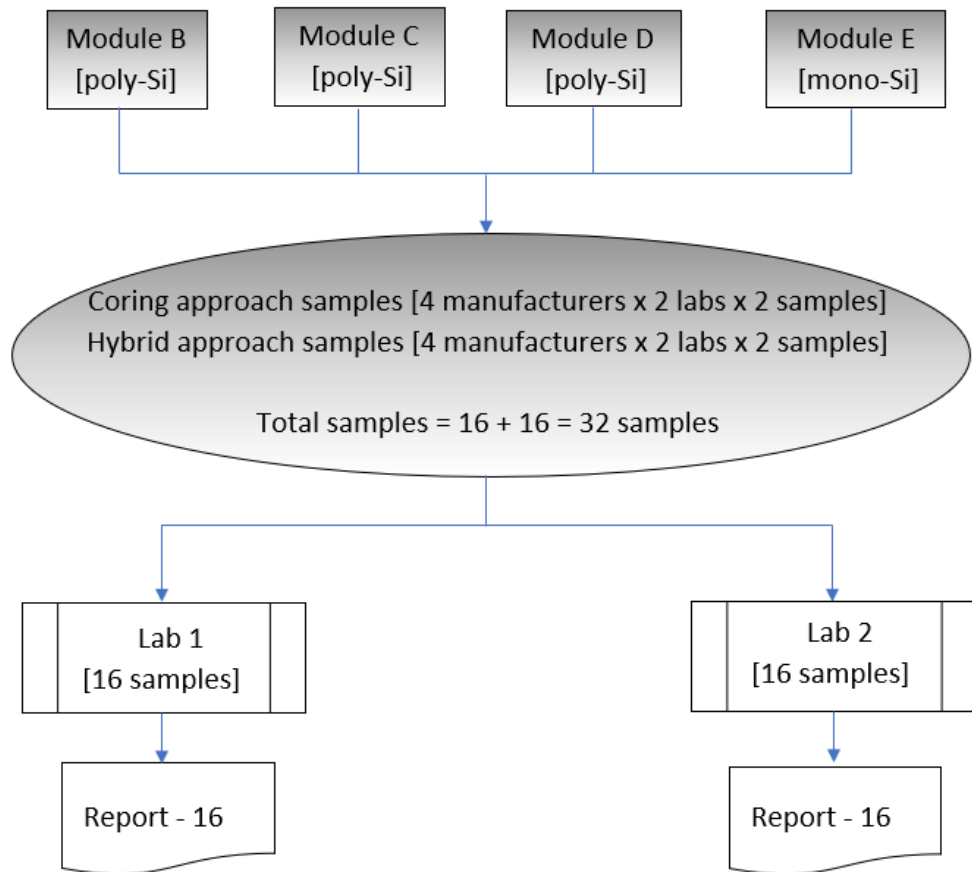 Module B
[poly-Si]
Module C
[poly-Si]
Module D
[poly-Si]
Module E
[mono-Si]
Coring approach samples [4 manufacturers x 2 labs x 2 samples]
Hybrid approach samples [4 manufacturers x 2 labs x 2 samples]
Total samples = 16 + 16 = 32 samples
Lab 1
[16 samples]
Lab 2
[16 samples]
Report - 16
Report - 16